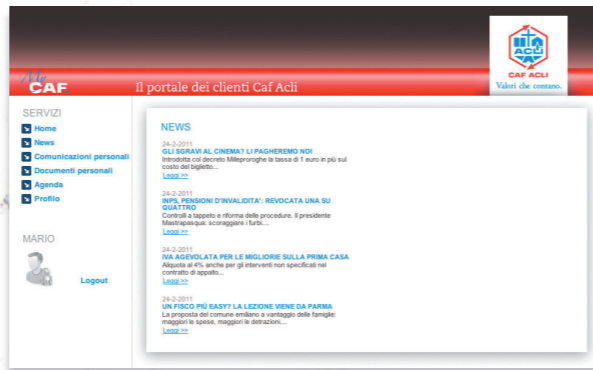 ACLI
CAF ACLI
Valori che contano.
My
CAF
Il portale dei clienti Caf Acli
SERVIZI
Home
News
Comunicazioni personali
Documenti personali
Agenda
Profilo
MARIO
Logout
NEWS
24-2-2011
GLI SGRAVI AL CINEMA? LI PAGHEREMO NOI
Introdotta col decreto Milleproroghe la tassa di 1 euro in più sul
costo del biglietto...
Leggi >>
24-2-2011
INPS, PENSIONI D'INVALIDITA': REVOCATA UNA SU
QUATTRO
Controlli a tappeto e riforma delle procedure. Il presidente
Mastrapasqua: scoraggiare i furbi....
Leggi >>
24-2-2011
IVA AGEVOLATA PER LE MIGLIORIE SULLA PRIMA CASA
Aliquota al 4% anche per gli interventi non specificati nel
contratto di appalto...
Leggi >>
24-2-2011
UN FISCO PIÙ EASY? LA LEZIONE VIENE DA PARMA
La proposta del comune emiliano a vantaggio delle famiglie:
maggiori le spese, maggiori le detrazioni....
Leggi >>